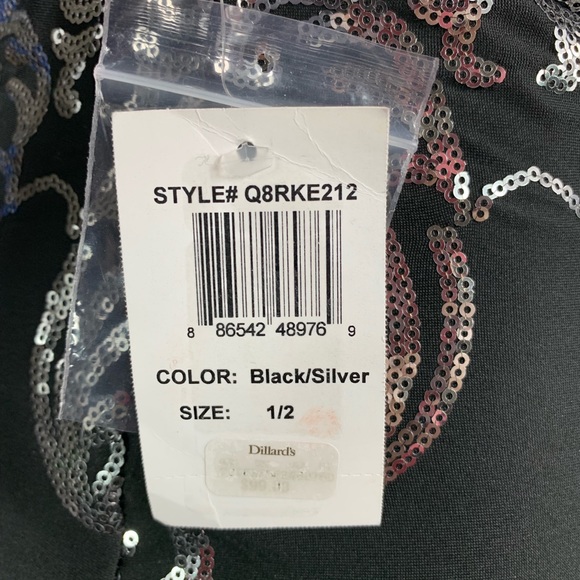 STYLE# Q8RKE212
8 86542 48976 9
COLOR: Black/Silver
SIZE: 1/2
Dillard's